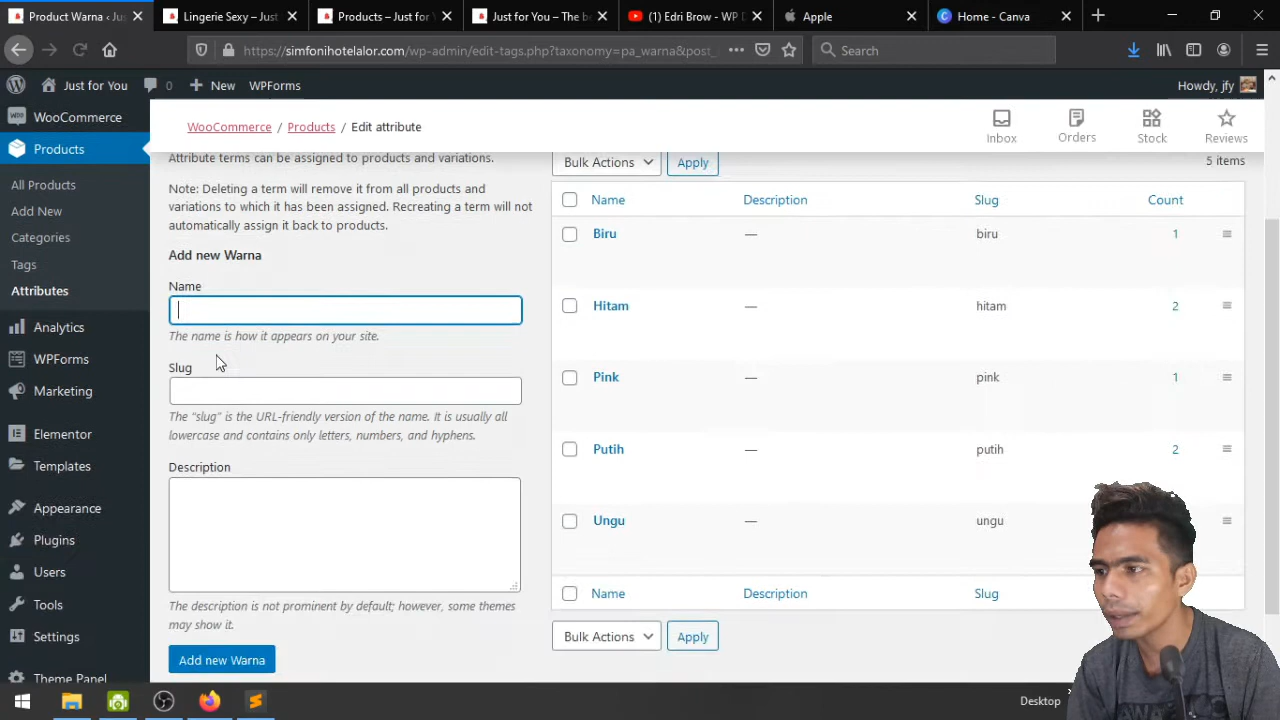 Product Warna ‹ Jus
Lingerie Sexy – Just
Products – Just for Y
Just for You – The be
(1) Edri Brow - WP D
Apple
Home - Canva
https://simfonihotelalor.com/wp-admin/edit-tags.php?taxonomy=pa_warna&post_
Search
Just for You
0
New
WPForms
Howdy, jfy
WooCommerce
Products
All Products
Add New
Categories
Tags
Attributes
Analytics
WPForms
Marketing
Elementor
Templates
Appearance
Plugins
Users
Tools
Settings
Theme Panel
WooCommerce / Products / Edit attribute
Inbox
Orders
Stock
Reviews
Attribute terms can be assigned to products and variations.
Note: Deleting a term will remove it from all products and
variations to which it has been assigned. Recreating a term will not
automatically assign it back to products.
Add new Warna
Name
The name is how it appears on your site.
Slug
The “slug” is the URL-friendly version of the name. It is usually all
lowercase and contains only letters, numbers, and hyphens.
Description
The description is not prominent by default; however, some themes
may show it.
Add new Warna
Bulk Actions
Apply
5 items
Name Description Slug Count
Biru — biru 1
Hitam — hitam 2
Pink — pink 1
Putih — putih 2
Ungu — ungu
Name Description Slug
Bulk Actions
Apply
Desktop